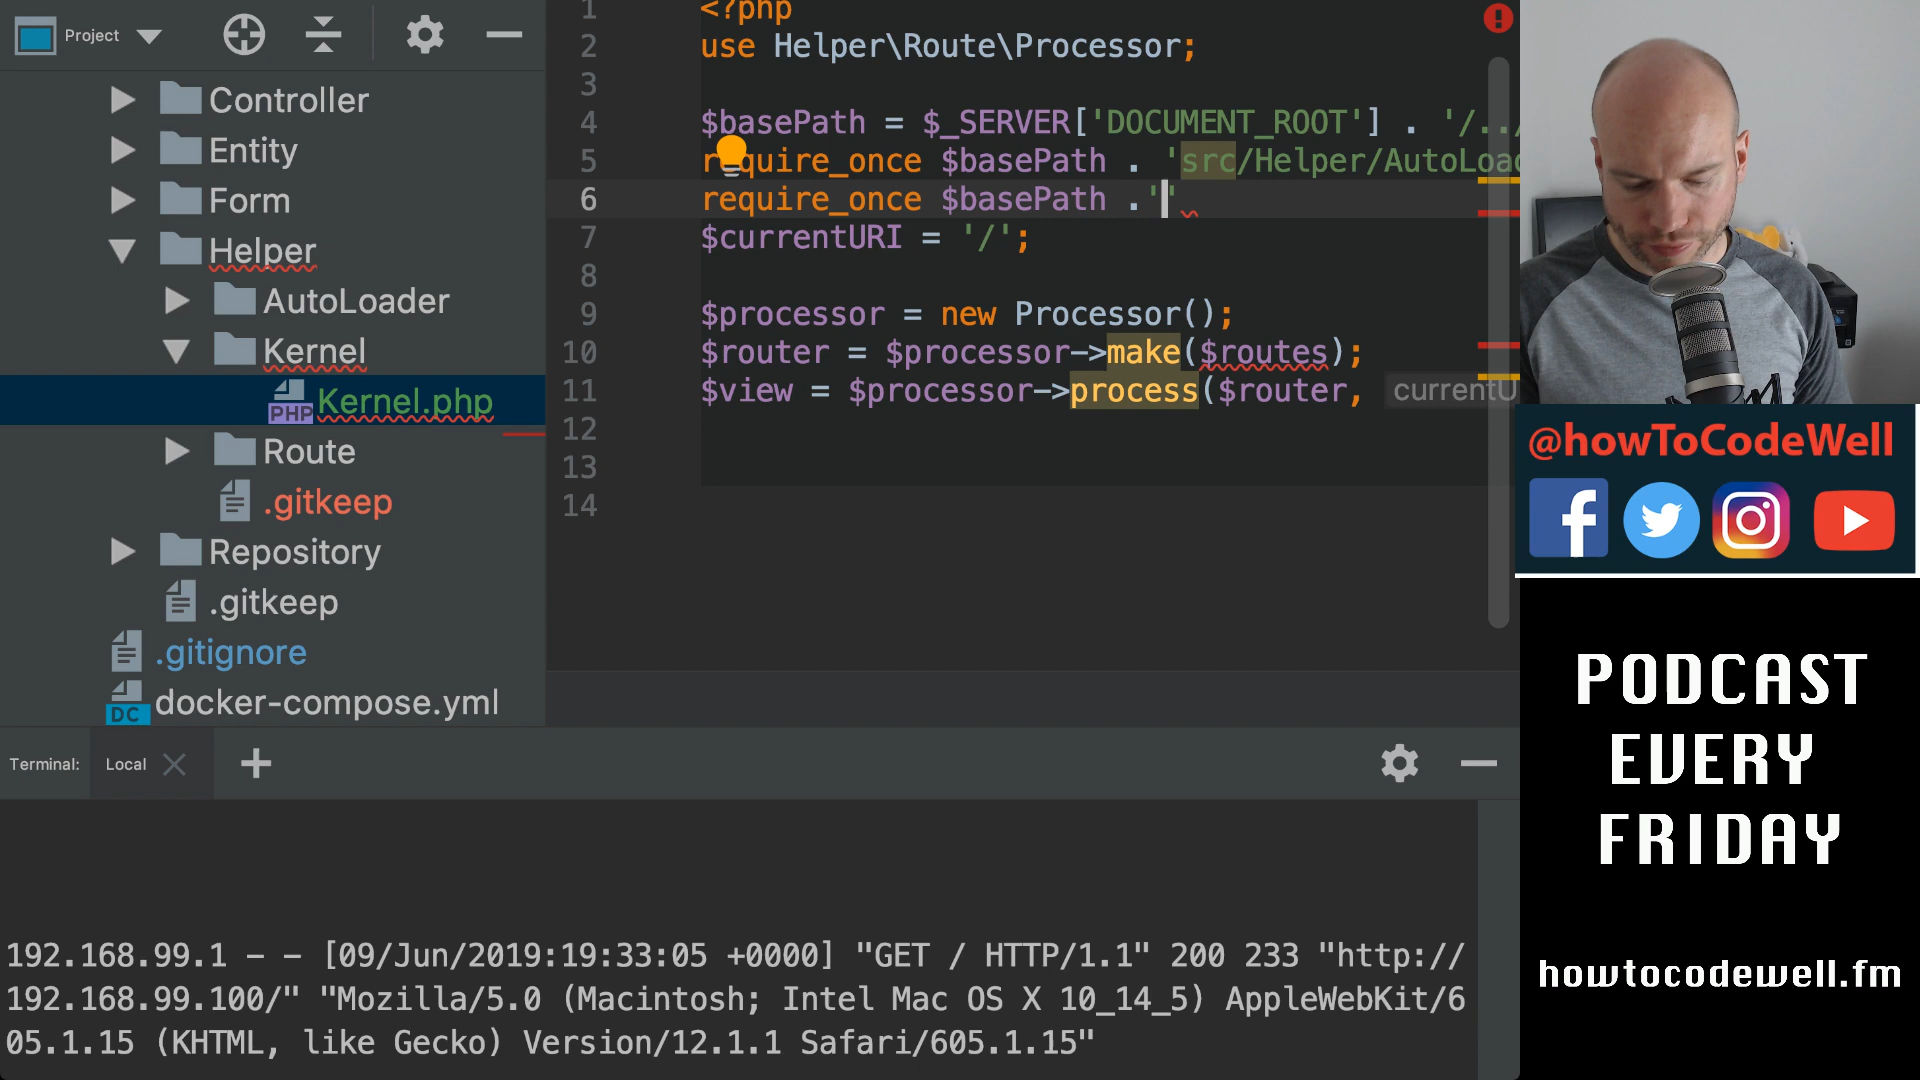 Project
Controller
Entity
Form
Helper
AutoLoader
Kernel
PHP Kernel.php
Route
.gitkeep
Repository
.gitkeep
.gitignore
DC docker-compose.yml
1 <?php
2 use Helper\Route\Processor;
3
4 $basePath = $_SERVER['DOCUMENT_ROOT'] . '/../
5 require_once $basePath . 'src/Helper/AutoLoad
6 require_once $basePath .''
7 $currentURI = '/';
8
9 $processor = new Processor();
10 $router = $processor->make($routes);
11 $view = $processor->process($router, currentU
12
13
14
Terminal: Local
192.168.99.1 - - [09/Jun/2019:19:33:05 +0000] "GET / HTTP/1.1" 200 233 "http://
192.168.99.100/" "Mozilla/5.0 (Macintosh; Intel Mac OS X 10_14_5) AppleWebKit/6
05.1.15 (KHTML, like Gecko) Version/12.1.1 Safari/605.1.15"
@howToCodeWell
PODCAST
EVERY
FRIDAY
howtocodewell.fm